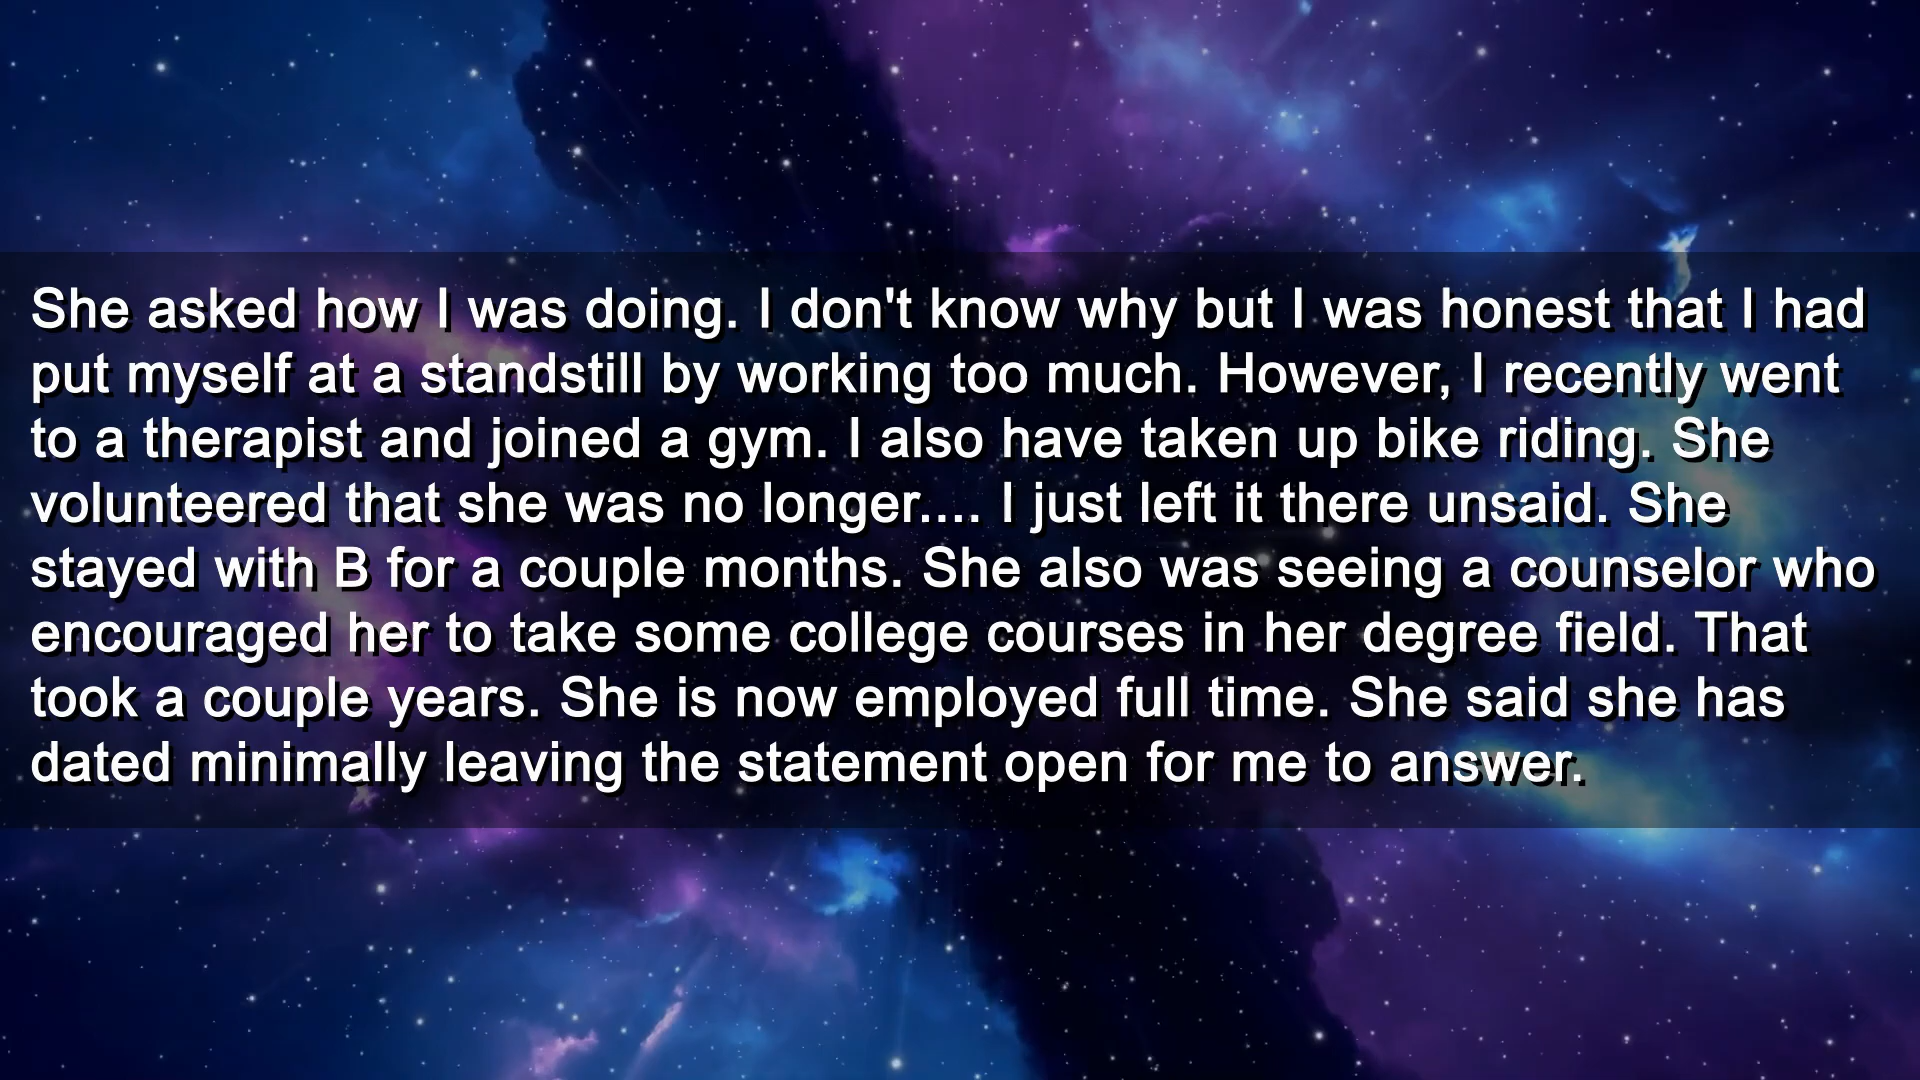 She asked how I was doing. I don't know why but I was honest that I had
put myself at a standstill by working too much. However, I recently went
to a therapist and joined a gym. I also have taken up bike riding. She
volunteered that she was no longer.... I just left it there unsaid. She
stayed with B for a couple months. She also was seeing a counselor who
encouraged her to take some college courses in her degree field. That
took a couple years. She is now employed full time. She said she has
dated minimally leaving the statement open for me to answer.